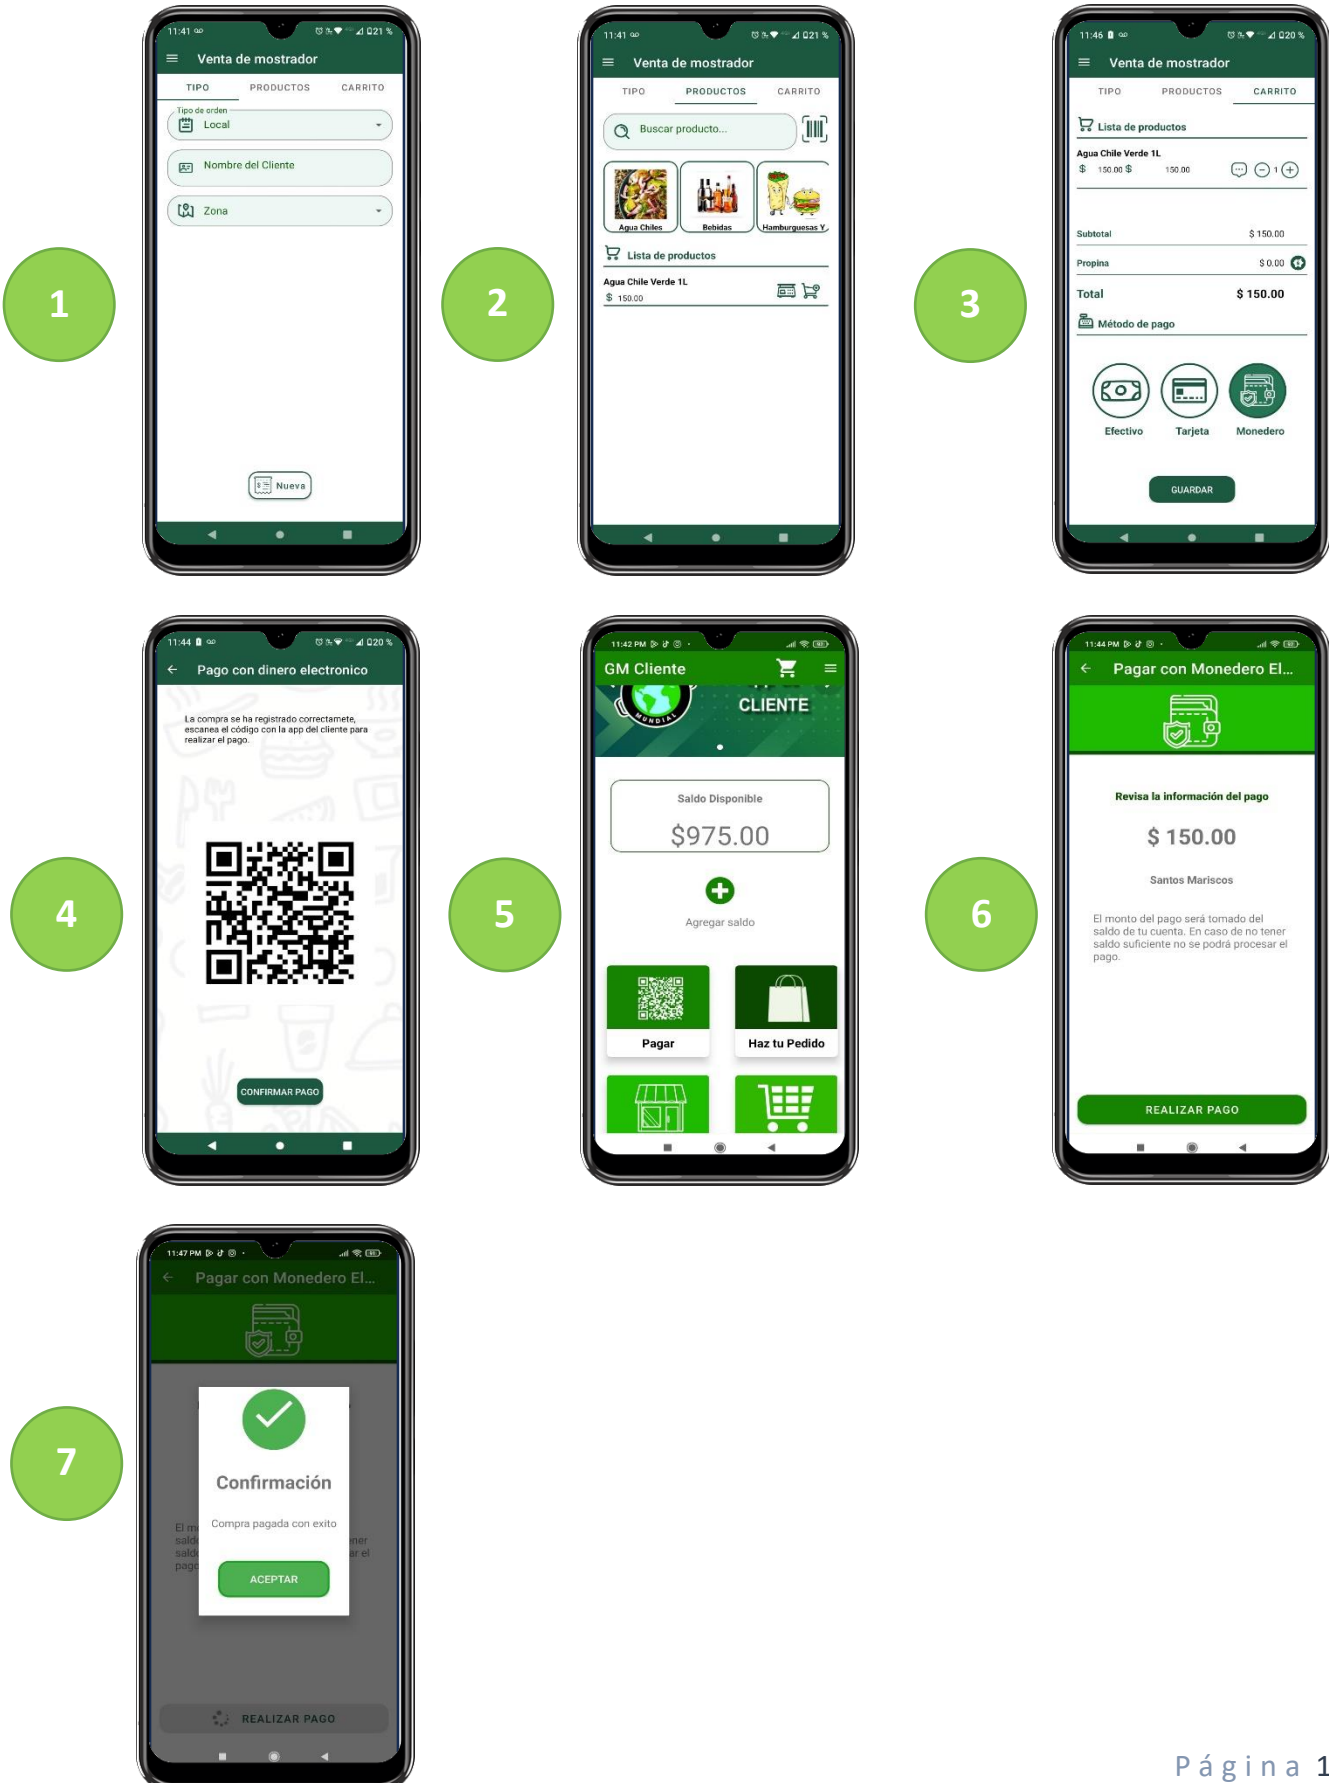 1
11:41
21 %
Venta de mostrador
TIPO PRODUCTOS CARRITO
Tipo de orden
Local
Nombre del Cliente
Zona
Nueva
2
11:41
21 %
Venta de mostrador
TIPO PRODUCTOS CARRITO
Buscar producto...
Agua Chiles Bebidas Hamburguesas Y
Lista de productos
Agua Chile Verde 1L
$ 150.00
3
11:46
20 %
Venta de mostrador
TIPO PRODUCTOS CARRITO
Lista de productos
Agua Chile Verde 1L
$ 150.00 $ 150.00 1
Subtotal $ 150.00
Propina $ 0.00
Total $ 150.00
Método de pago
Efectivo Tarjeta Monedero
GUARDAR
4
11:44
20 %
Pago con dinero electronico
La compra se ha registrado correctamete,
escanea el código con la app del cliente para
realizar el pago.
CONFIRMAR PAGO
5
11:42 PM
GM Cliente
MUNDIAL
CLIENTE
Saldo Disponible
$975.00
Agregar saldo
Pagar Haz tu Pedido
6
11:44 PM
Pagar con Monedero El...
Revisa la información del pago
$ 150.00
Santos Mariscos
El monto del pago será tomado del
saldo de tu cuenta. En caso de no tener
saldo suficiente no se podrá procesar el
pago.
REALIZAR PAGO
7
11:47 PM
Pagar con Monedero El...
Confirmación
Compra pagada con exito
ACEPTAR
REALIZAR PAGO
Página 1